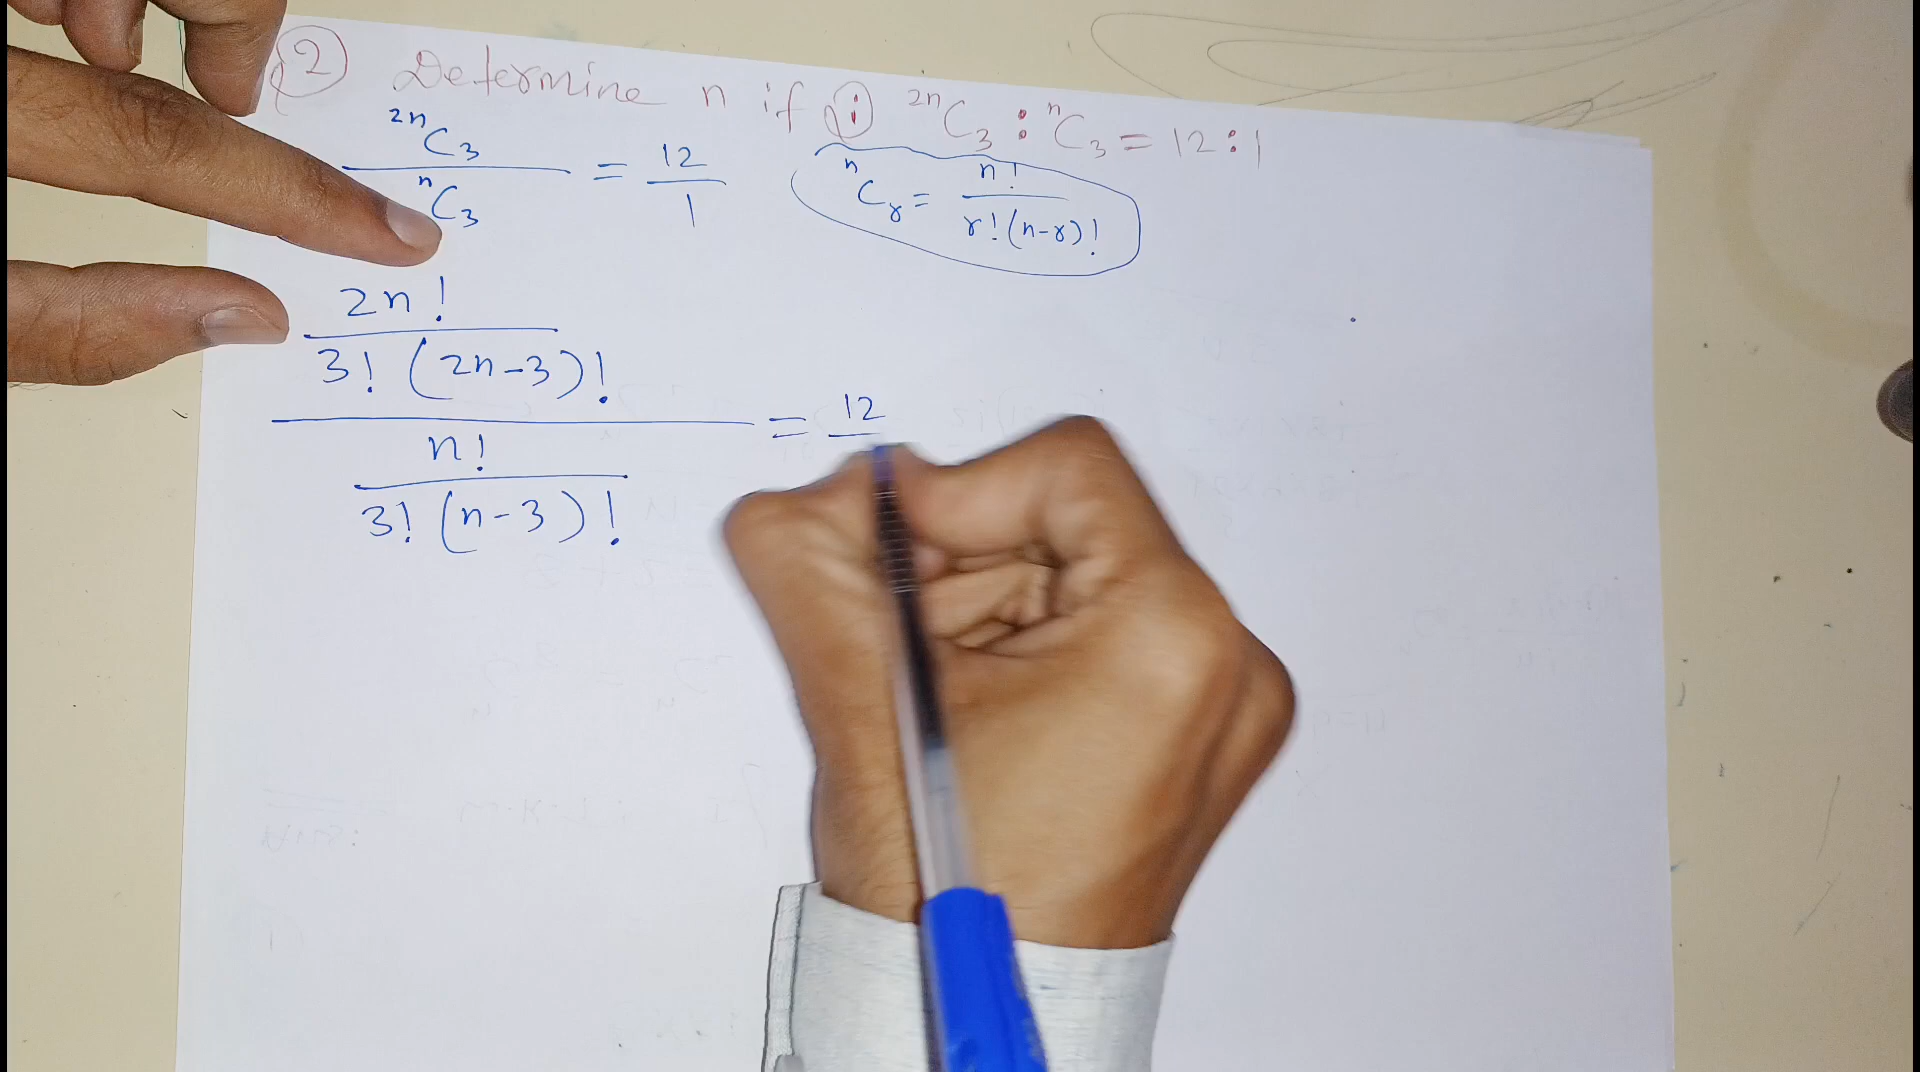 ② Determine n if ⓘ ²ⁿC₃ : ⁿC₃ = 12 : 1
²ⁿC₃ / ⁿC₃ = 12 / 1
ⁿCᵣ = n! / r!(n-r)!
2n! / 3!(2n-3)!
= 12
n! / 3!(n-3)!